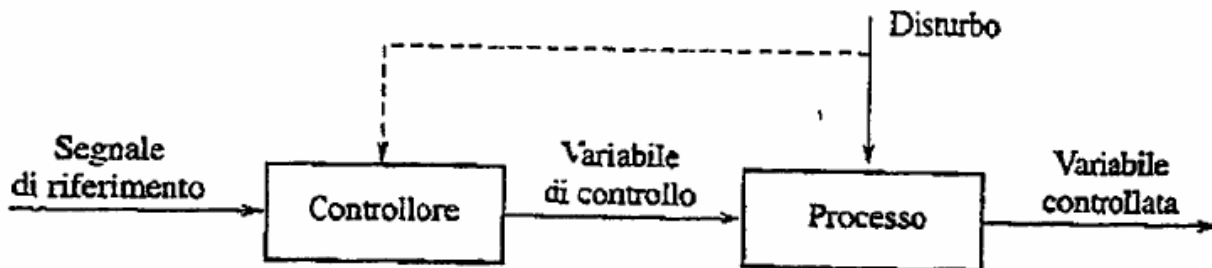 Disturbo
Segnale
di riferimento
Controllore
Variabile
di controllo
Processo
Variabile
controllata